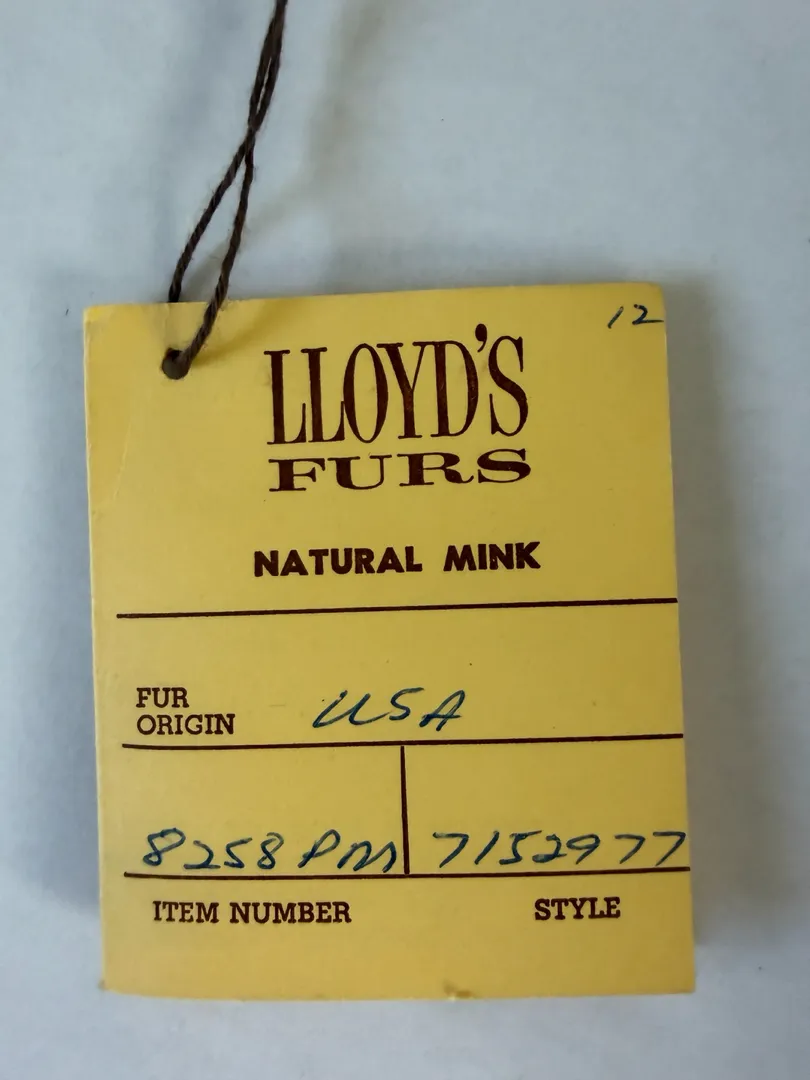 12
LLOYD'S
FURS
NATURAL MINK
FUR
ORIGIN USA
8258 PM 7152977
ITEM NUMBER STYLE